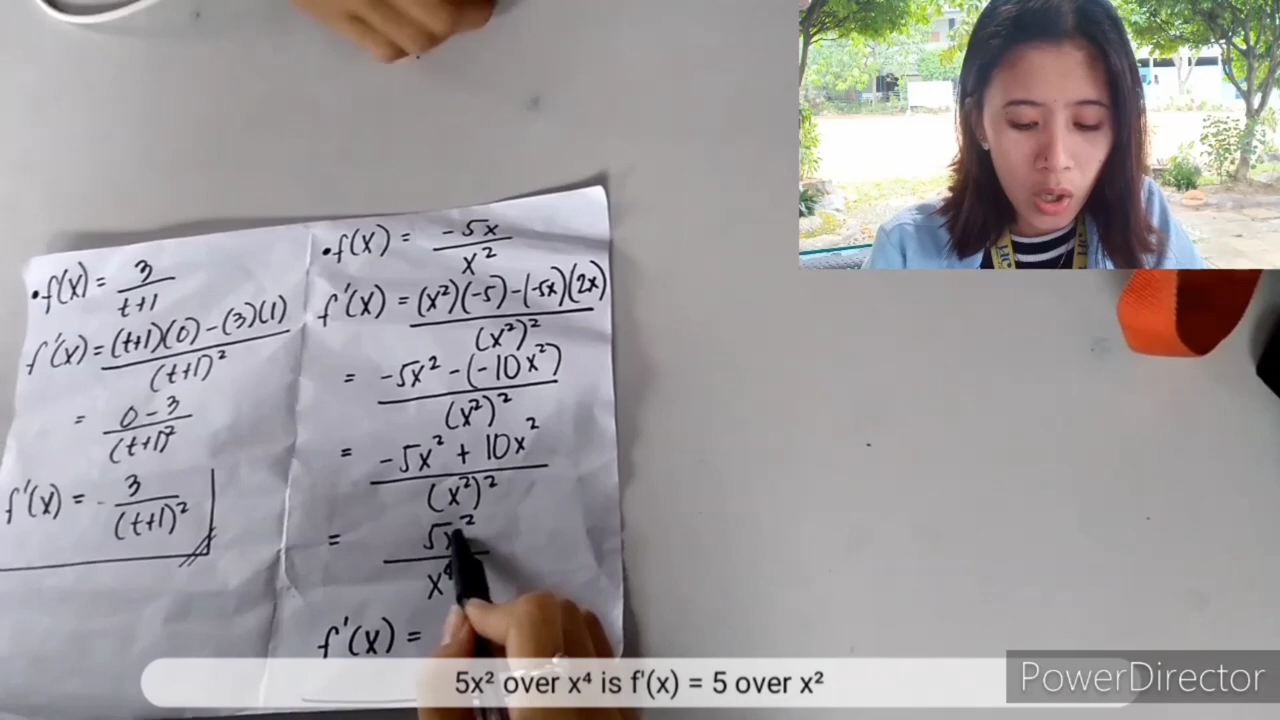 •f(x) = 3/(t+1)
f'(x) = ((t+1)(0) - (3)(1))/(t+1)²
= (0 - 3)/(t+1)²
f'(x) = - 3/(t+1)²
•f(x) = -5x/x²
f'(x) = ((x²)(-5) - (-5x)(2x))/(x²)²
= (-5x² - (-10x²))/(x²)²
= (-5x² + 10x²)/(x²)²
= 5x²/x⁴
f'(x) =
5x² over x⁴ is f'(x) = 5 over x²
PowerDirector